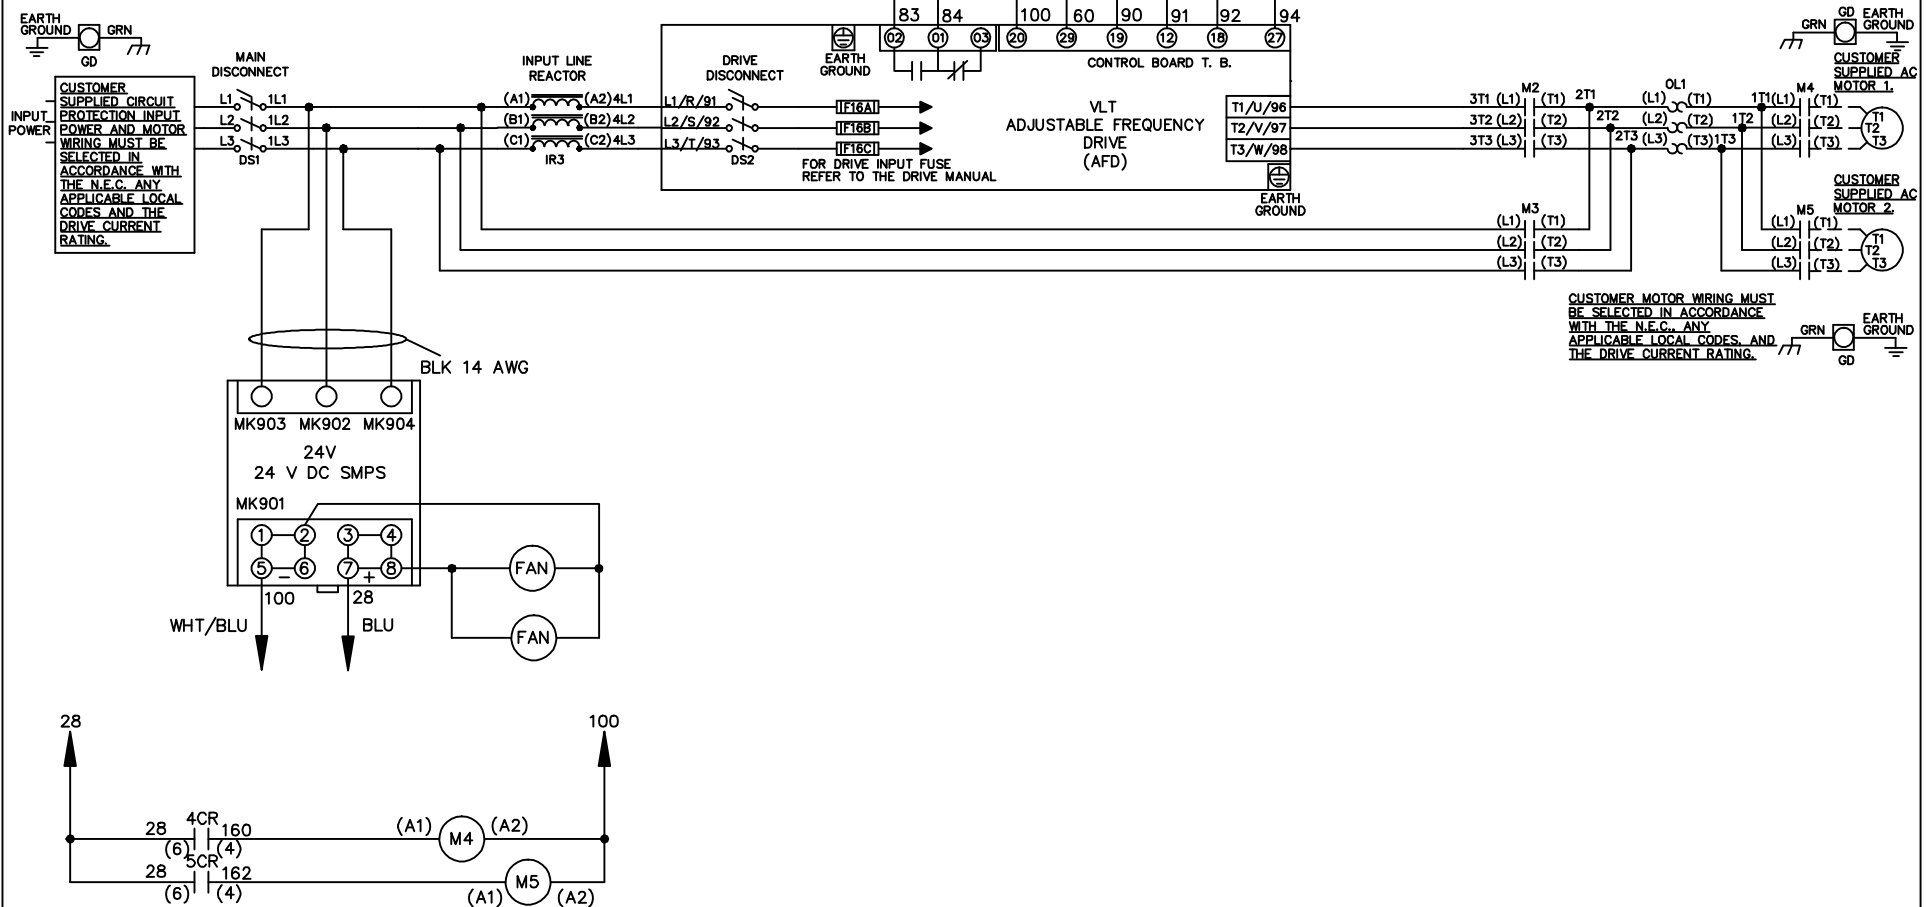 83 84 100 60 90 91 92 94
02 01 03 20 29 19 12 18 27
EARTH
GROUND
GRN
GD
MAIN
DISCONNECT
INPUT LINE
REACTOR
DRIVE
DISCONNECT
EARTH
GROUND
CONTROL BOARD T. B.
GD
EARTH
GROUND
GRN
INPUT
POWER
CUSTOMER
SUPPLIED CIRCUIT
PROTECTION INPUT
POWER AND MOTOR
WIRING MUST BE
SELECTED IN
ACCORDANCE WITH
THE N.E.C. ANY
APPLICABLE LOCAL
CODES AND THE
DRIVE CURRENT
RATING.
L1 1L1
L2 1L2
L3 1L3
DS1
(A1) (A2)4L1
(B1) (B2)4L2
(C1) (C2)4L3
IR3
L1/R/91
L2/S/92
L3/T/93
DS2
IF16A
IF16B
IF16C
FOR DRIVE INPUT FUSE
REFER TO THE DRIVE MANUAL
VLT
ADJUSTABLE FREQUENCY
DRIVE
(AFD)
T1/U/96
T2/V/97
T3/W/98
EARTH
GROUND
M2
3T1 (L1) (T1) 2T1
3T2 (L2) (T2) 2T2
3T3 (L3) (T3) 2T3
OL1
(L1) (T1) 1T1
(L2) (T2) 1T2
(L3) (T3) 1T3
M4
(L1) (T1)
(L2) (T2)
(L3) (T3)
CUSTOMER
SUPPLIED AC
MOTOR 1.
T1
T2
T3
M3
(L1) (T1)
(L2) (T2)
(L3) (T3)
CUSTOMER
SUPPLIED AC
MOTOR 2.
M5
(L1) (T1)
(L2) (T2)
(L3) (T3)
T1
T2
T3
CUSTOMER MOTOR WIRING MUST
BE SELECTED IN ACCORDANCE
WITH THE N.E.C., ANY
APPLICABLE LOCAL CODES, AND
THE DRIVE CURRENT RATING.
GRN
GD
EARTH
GROUND
BLK 14 AWG
MK903 MK902 MK904
24V
24 V DC SMPS
MK901
1 2 3 4
5 6 7 8
- +
100 28
WHT/BLU BLU
FAN
FAN
28 100
4CR
28 160
(6) (4)
(A1) M4 (A2)
5CR
28 162
(6) (4)
(A1) M5 (A2)